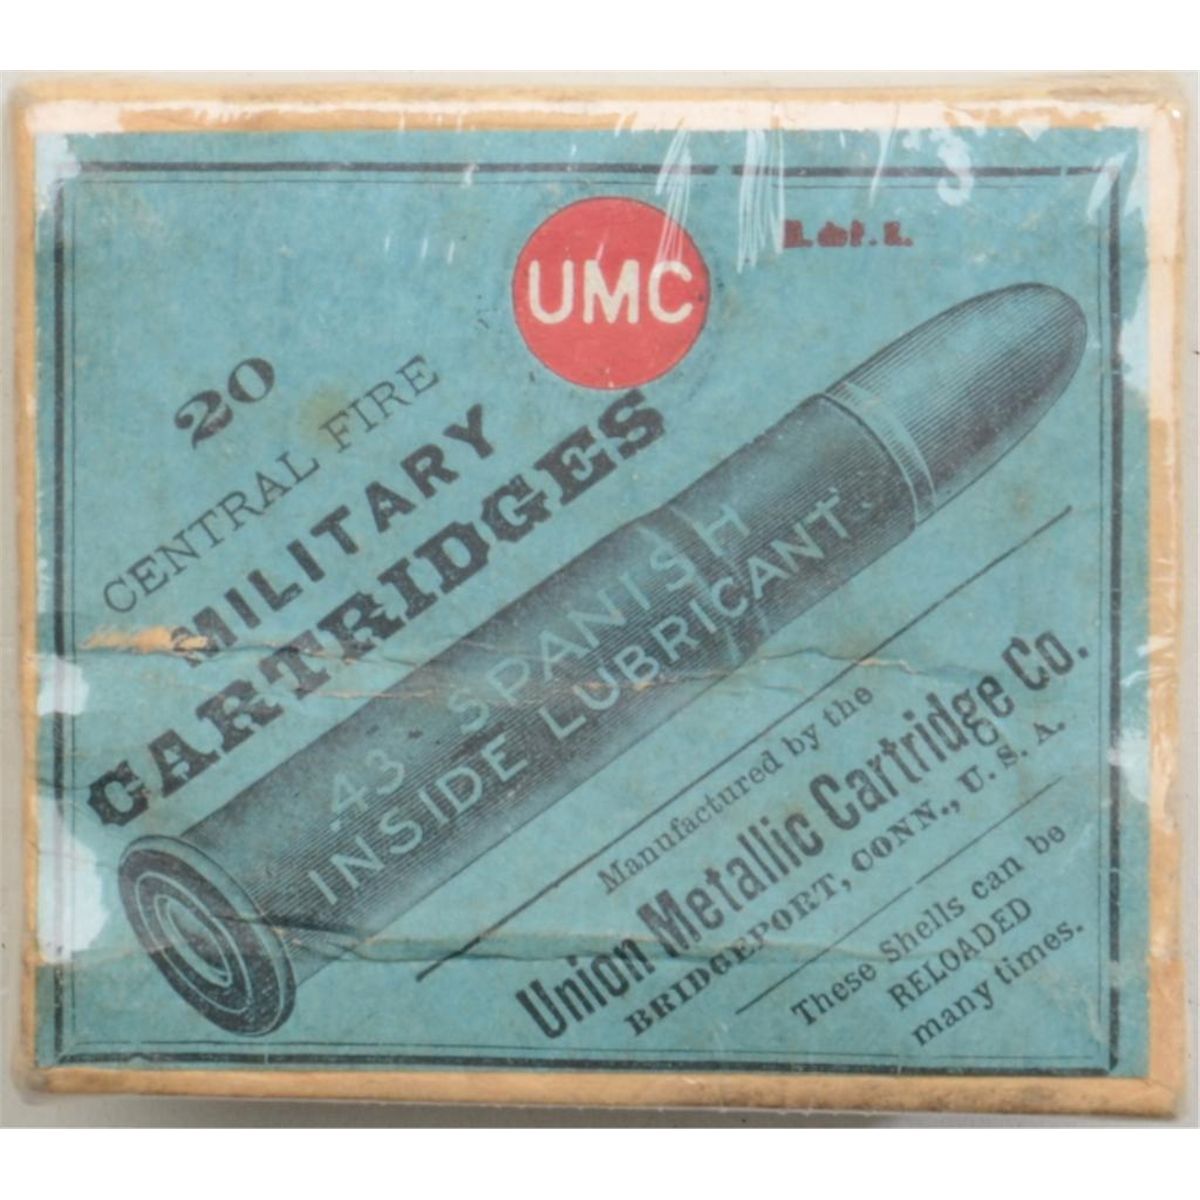 UMC
20
CENTRAL FIRE
MILITARY
CARTRIDGES
.43 SPANISH
INSIDE LUBRICANT.
Manufactured by the
Union Metallic Cartridge Co.
BRIDGEPORT, CONN., U. S. A.
These Shells can be
RELOADED
many times.